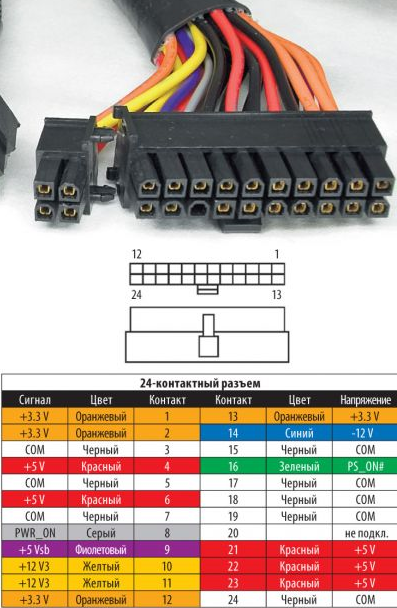 12 1
24 13
24-контактный разъем
Сигнал Цвет Контакт Контакт Цвет Напряжение
+3.3 V Оранжевый 1 13 Оранжевый +3.3 V
+3.3 V Оранжевый 2 14 Синий -12 V
COM Черный 3 15 Черный COM
+5 V Красный 4 16 Зеленый PS_ON#
COM Черный 5 17 Черный COM
+5 V Красный 6 18 Черный COM
COM Черный 7 19 Черный COM
PWR_ON Серый 8 20 не подкл.
+5 Vsb Фиолетовый 9 21 Красный +5 V
+12 V3 Желтый 10 22 Красный +5 V
+12 V3 Желтый 11 23 Красный +5 V
+3.3 V Оранжевый 12 24 Черный COM